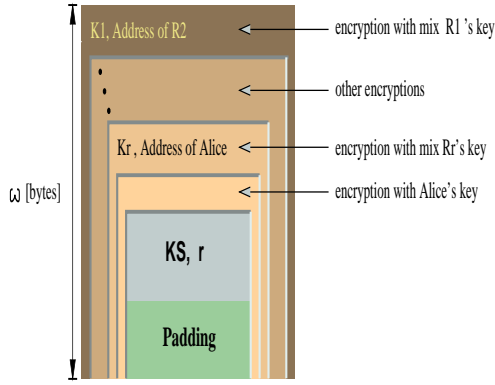 K1, Address of R2
encryption with mix R1 's key
other encryptions
Kr , Address of Alice
encryption with mix Rr's key
encryption with Alice's key
ω [bytes]
KS, r
Padding